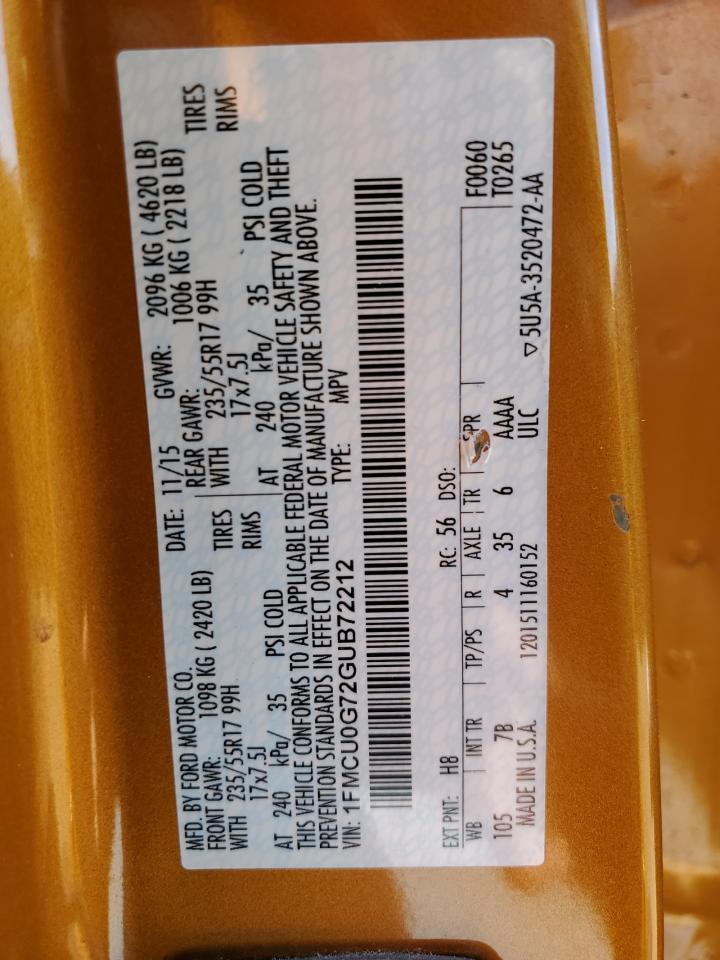 MFD. BY FORD MOTOR CO. DATE: 11/15 GVWR: 2096 KG ( 4620 LB)
FRONT GAWR: 1098 KG ( 2420 LB) REAR GAWR: 1006 KG ( 2218 LB)
WITH 235/55R17 99H TIRES WITH 235/55R17 99H TIRES
17x7.5J RIMS 17x7.5J RIMS
AT 240 kPa/ 35 PSI COLD AT 240 kPa/ 35 PSI COLD
THIS VEHICLE CONFORMS TO ALL APPLICABLE FEDERAL MOTOR VEHICLE SAFETY AND THEFT
PREVENTION STANDARDS IN EFFECT ON THE DATE OF MANUFACTURE SHOWN ABOVE.
VIN: 1FMCU0G72GUB72212 TYPE: MPV
EXT PNT: H8 RC: 56 DSO: F0060
WB INT TR TP/PS R AXLE TR SPR T0265
105 7B 4 35 6 AAAA
MADE IN U.S.A. 1201511160152 ULC ▽5U5A-3520472-AA